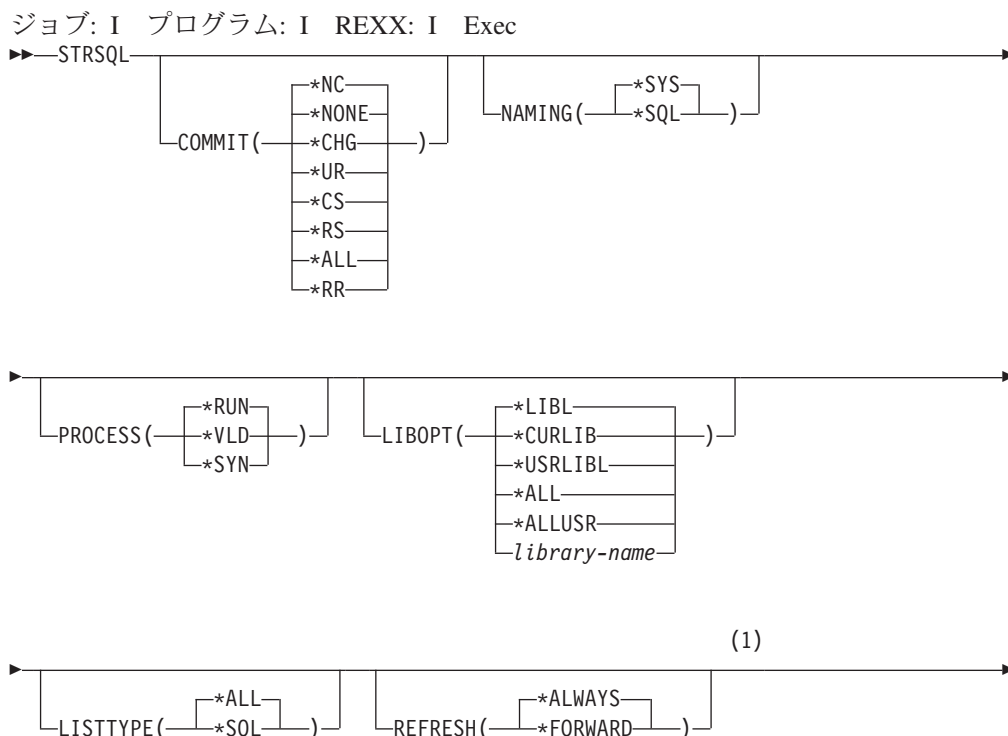 ジョブ: I プログラム: I REXX: I Exec
STRSQL
COMMIT(
*NC
*NONE
*CHG
*UR
*CS
*RS
*ALL
*RR
)
NAMING(
*SYS
*SQL
)
PROCESS(
*RUN
*VLD
*SYN
)
LIBOPT(
*LIBL
*CURLIB
*USRLIBL
*ALL
*ALLUSR
library-name
)
(1)
LISTTYPE(
*ALL
*SQL
)
REFRESH(
*ALWAYS
*FORWARD
)